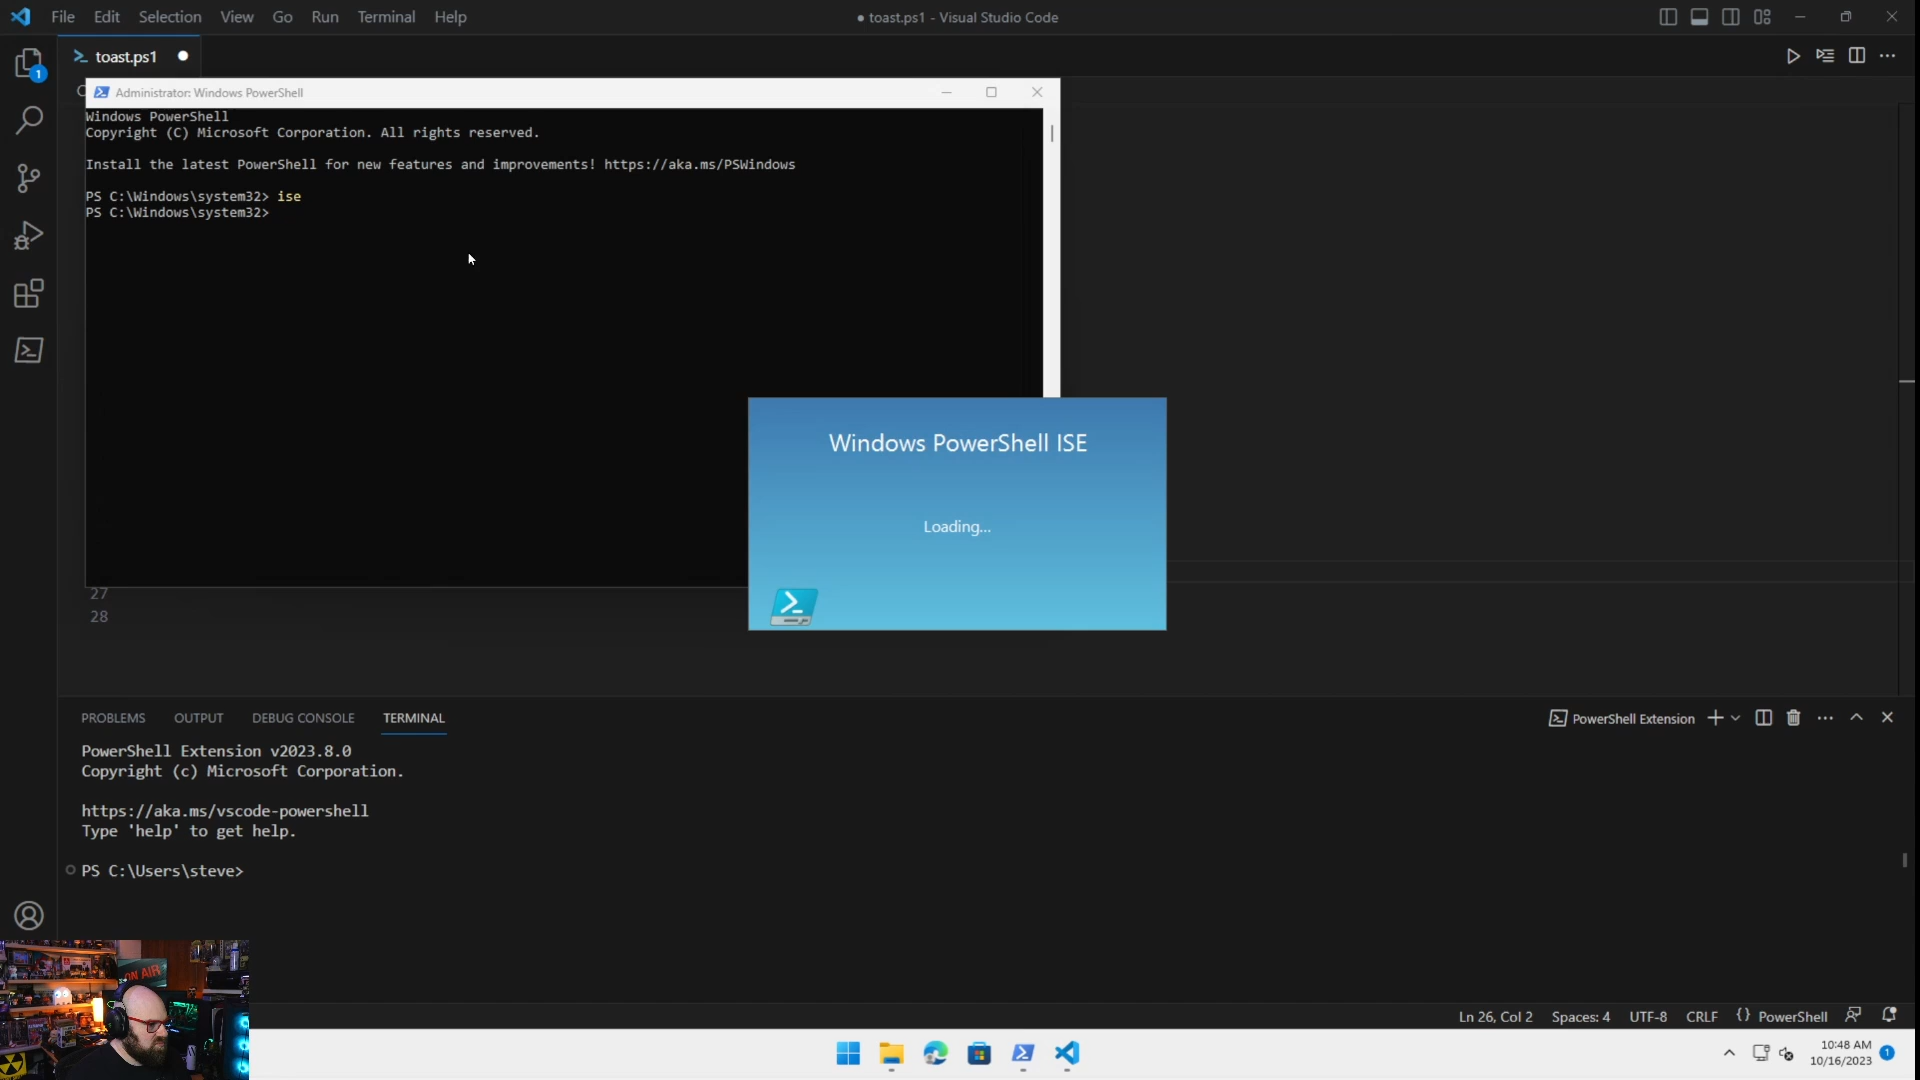 File Edit Selection View Go Run Terminal Help
● toast.ps1 - Visual Studio Code
toast.ps1
1
Administrator: Windows PowerShell
Windows PowerShell
Copyright (C) Microsoft Corporation. All rights reserved.
Install the latest PowerShell for new features and improvements! https://aka.ms/PSWindows
PS C:\Windows\system32> ise
PS C:\Windows\system32>
Windows PowerShell ISE
Loading...
27
28
PROBLEMS OUTPUT DEBUG CONSOLE TERMINAL
PowerShell Extension
PowerShell Extension v2023.8.0
Copyright (c) Microsoft Corporation.
https://aka.ms/vscode-powershell
Type 'help' to get help.
PS C:\Users\steve>
ON AIR
Ln 26, Col 2 Spaces: 4 UTF-8 CRLF {} PowerShell
10:48 AM
10/16/2023
1